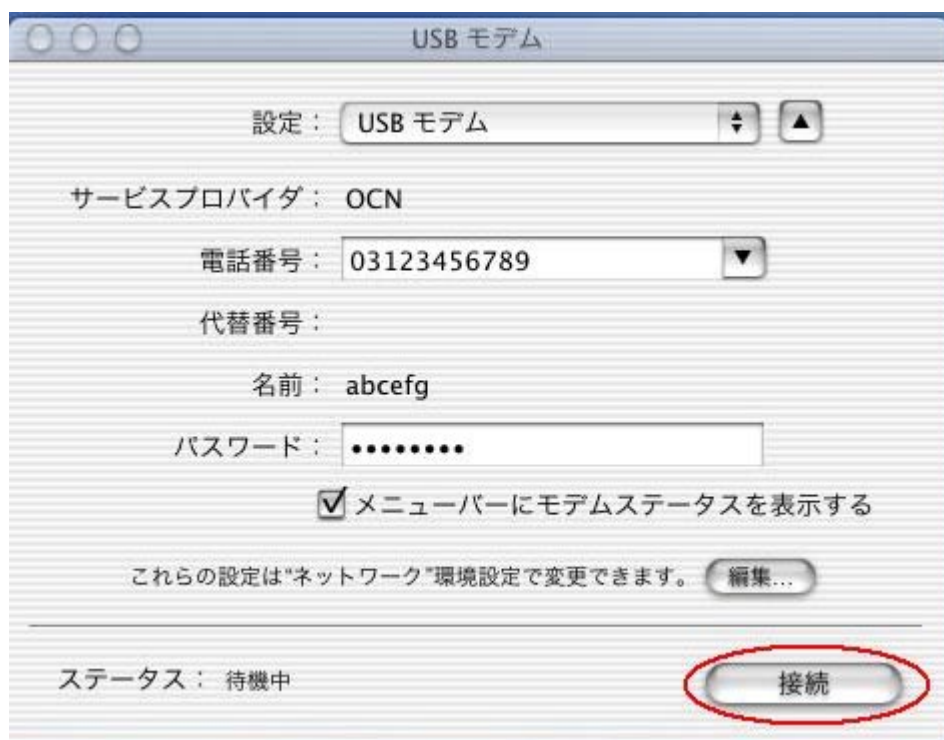 USB モデム
設定： USB モデム
サービスプロバイダ： OCN
電話番号： 03123456789
代替番号：
名前： abcefg
パスワード： ••••••••
メニューバーにモデムステータスを表示する
これらの設定は“ネットワーク”環境設定で変更できます。 編集...
ステータス： 待機中 接続